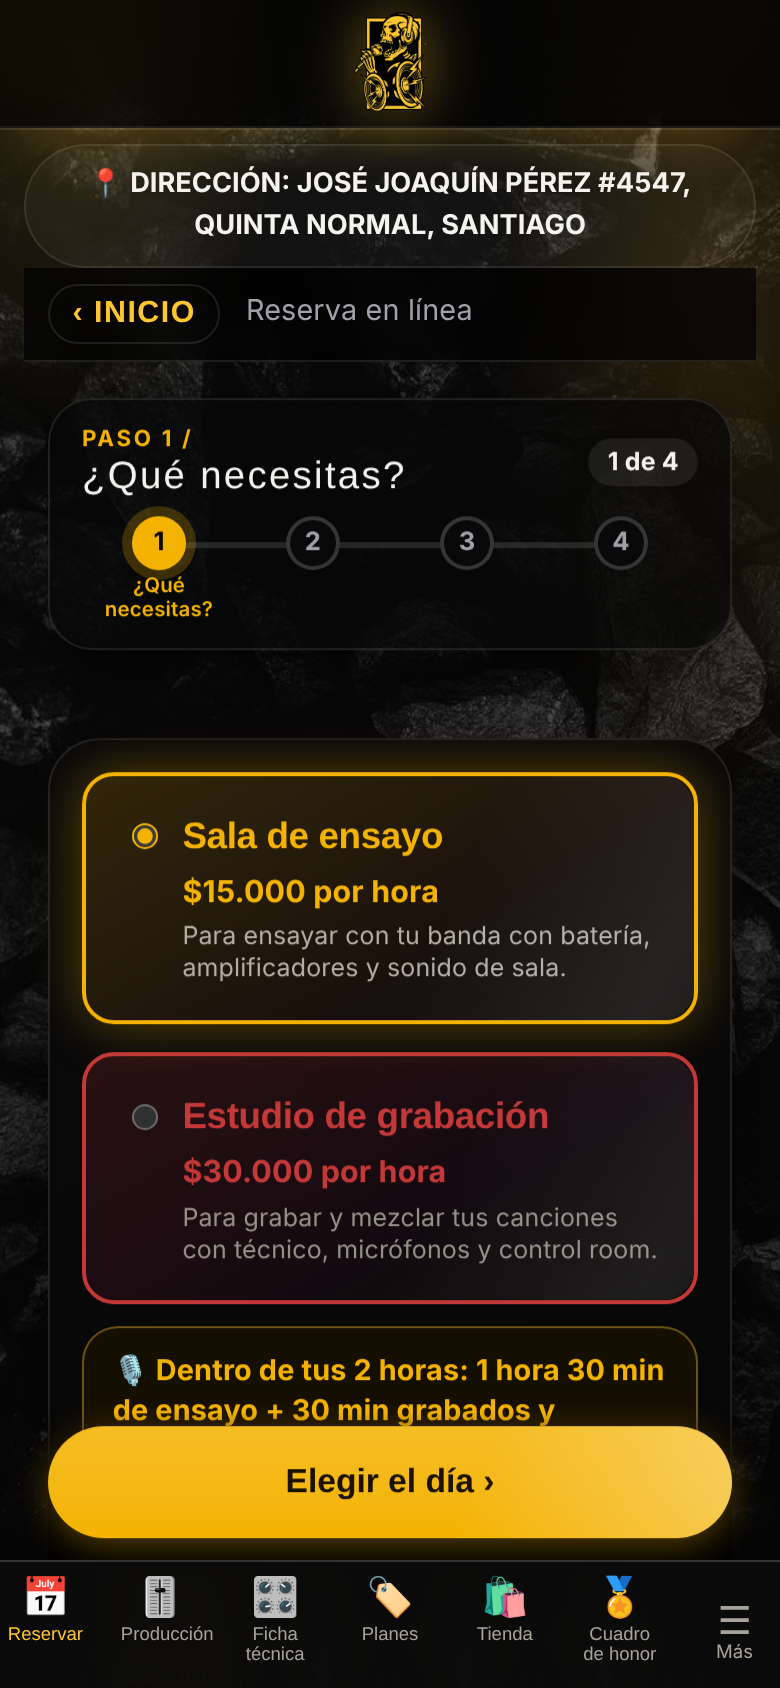 📍 DIRECCIÓN: JOSÉ JOAQUÍN PÉREZ #4547,
QUINTA NORMAL, SANTIAGO
‹ INICIO
Reserva en línea
PASO 1 /
¿Qué necesitas?
1 de 4
1
2
3
4
¿Qué
necesitas?
Sala de ensayo
$15.000 por hora
Para ensayar con tu banda con batería,
amplificadores y sonido de sala.
Estudio de grabación
$30.000 por hora
Para grabar y mezclar tus canciones
con técnico, micrófonos y control room.
🎙️ Dentro de tus 2 horas: 1 hora 30 min
de ensayo + 30 min grabados y
Elegir el día ›
July
17
Reservar
Producción
Ficha
técnica
Planes
Tienda
Cuadro
de honor
Más